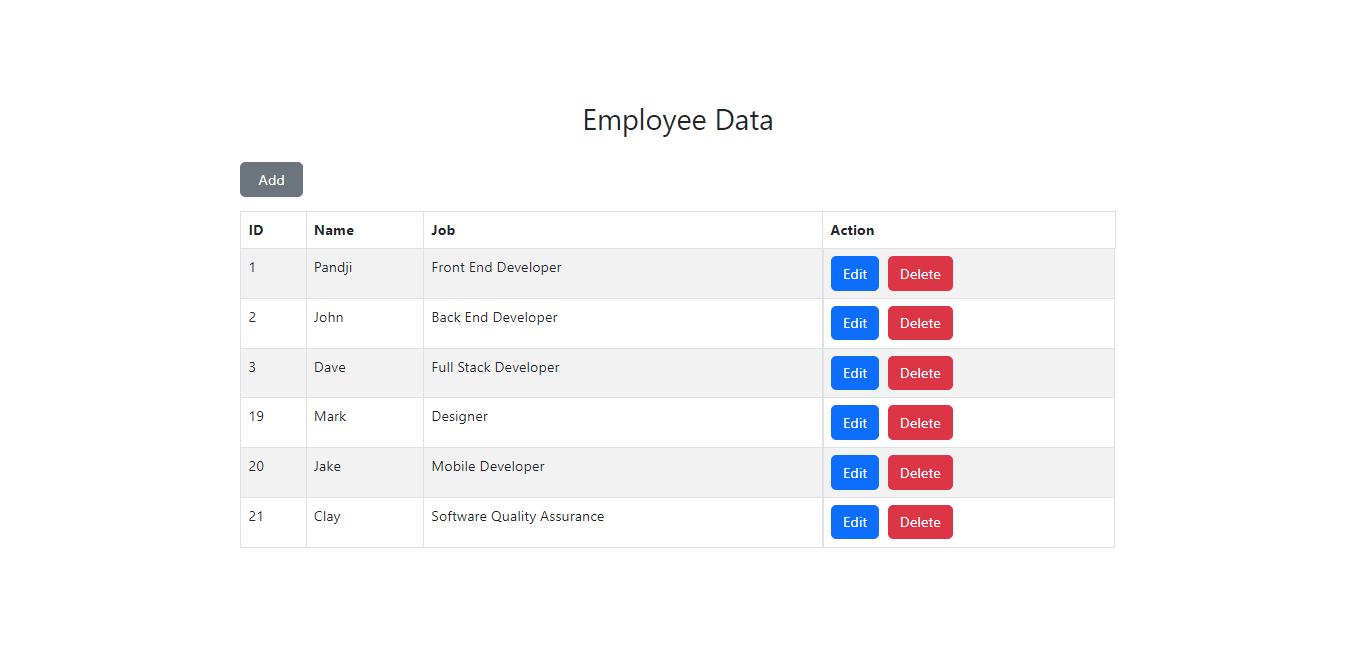 Employee Data
Add
ID Name Job Action
1 Pandji Front End Developer Edit Delete
2 John Back End Developer Edit Delete
3 Dave Full Stack Developer Edit Delete
19 Mark Designer Edit Delete
20 Jake Mobile Developer Edit Delete
21 Clay Software Quality Assurance Edit Delete